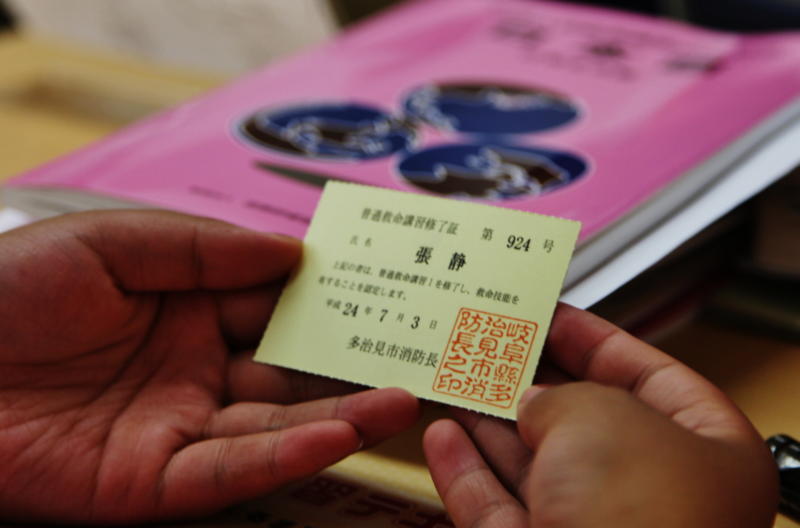 普通救命講習修了証 第 924 号
氏名 張 静
上記の者は、普通救命講習Ⅰを修了し、救命技能を
有することを認定します。
平成 24 年 7 月 3 日
多治見市消防長
岐阜縣多
治見市消
防長之印